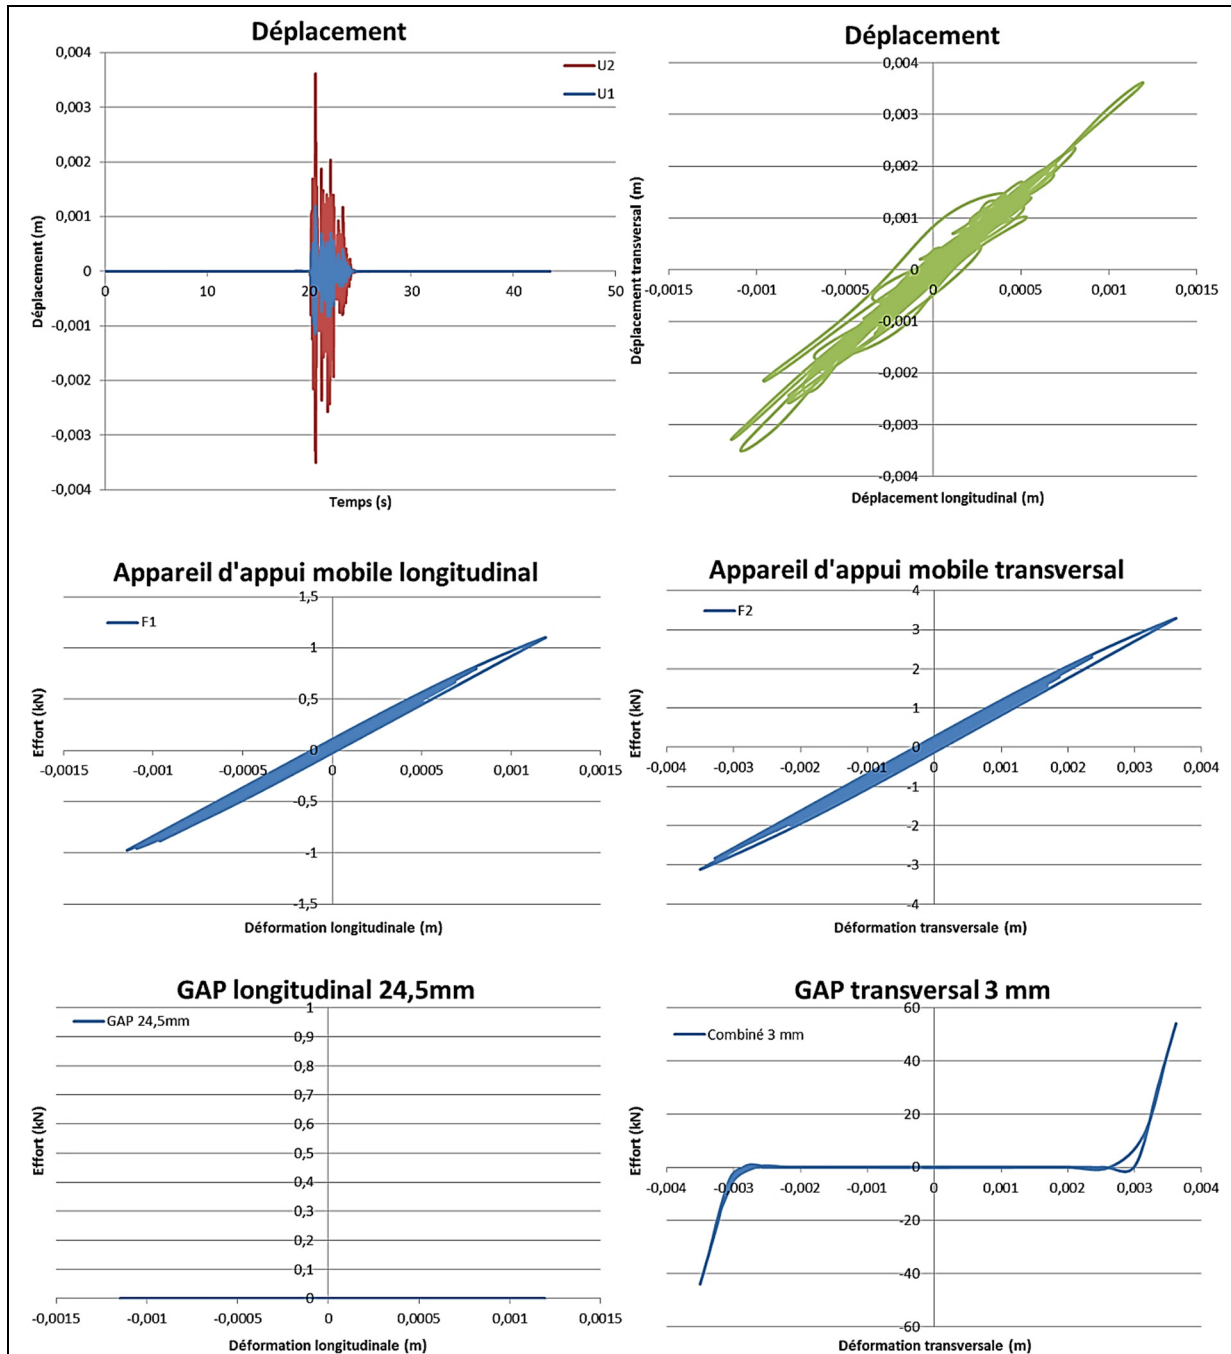 Déplacement
0,004
0,003
0,002
0,001
0
-0,001
-0,002
-0,003
-0,004
0 10 20 30 40 50
U2
U1
Déplacement (m)
Temps (s)
Déplacement
0,004
0,003
0,002
0,001
0
-0,001
-0,002
-0,003
-0,004
-0,0015 -0,001 -0,0005 0 0,0005 0,001 0,0015
Déplacement transversal (m)
Déplacement longitudinal (m)
Appareil d'appui mobile longitudinal
F1
1,5
1
0,5
0
-0,5
-1
-1,5
-0,0015 -0,001 -0,0005 0 0,0005 0,001 0,0015
Effort (kN)
Déformation longitudinale (m)
Appareil d'appui mobile transversal
F2
4
3
2
1
0
-1
-2
-3
-4
-0,004 -0,003 -0,002 -0,001 0 0,001 0,002 0,003 0,004
Effort (kN)
Déformation transversale (m)
GAP longitudinal 24,5mm
GAP 24,5mm
1
0,9
0,8
0,7
0,6
0,5
0,4
0,3
0,2
0,1
0
-0,0015 -0,001 -0,0005 0 0,0005 0,001 0,0015
Effort (kN)
Déformation longitudinale (m)
GAP transversal 3 mm
Combiné 3 mm
60
40
20
0
-20
-40
-60
-0,004 -0,003 -0,002 -0,001 0 0,001 0,002 0,003 0,004
Effort (kN)
Déformation transversale (m)